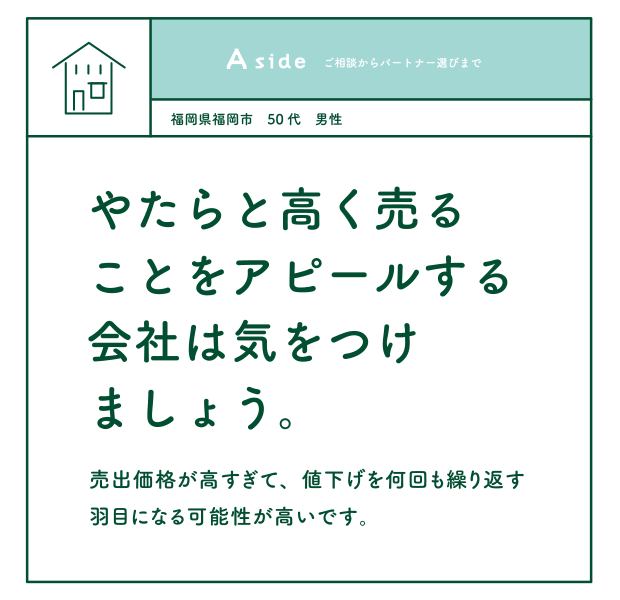 A side ご相談からパートナー選びまで
福岡県福岡市 50代 男性
やたらと高く売る
ことをアピールする
会社は気をつけ
ましょう。
売出価格が高すぎて、値下げを何回も繰り返す
羽目になる可能性が高いです。